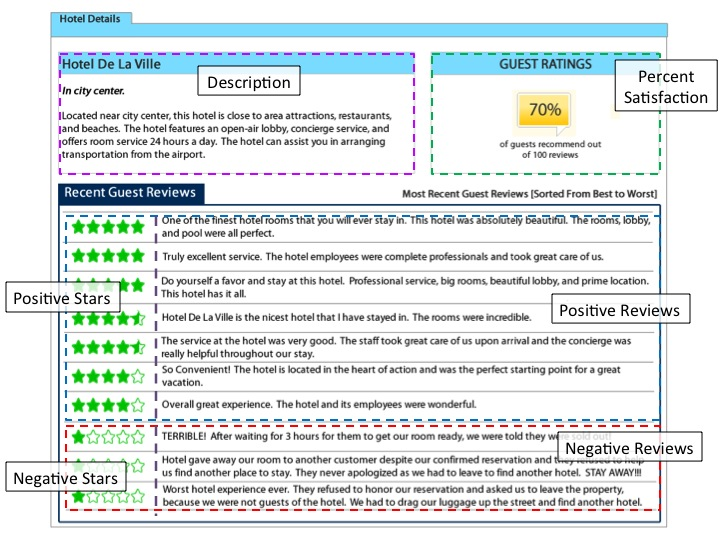 Hotel Details
Hotel De La Ville
Description
In city center.
Located near city center, this hotel is close to area attractions, restaurants,
and beaches. The hotel features an open-air lobby, concierge service, and
offers room service 24 hours a day. The hotel can assist you in arranging
transportation from the airport.
GUEST RATINGS
Percent
Satisfaction
70%
of guests recommend out
of 100 reviews
Recent Guest Reviews
Most Recent Guest Reviews [Sorted From Best to Worst]
One of the finest hotel rooms that you will ever stay in. This hotel was absolutely beautiful. The rooms, lobby,
and pool were all perfect.
Truly excellent service. The hotel employees were complete professionals and took great care of us.
Do yourself a favor and stay at this hotel. Professional service, big rooms, beautiful lobby, and prime location.
This hotel has it all.
Positive Stars
Positive Reviews
Hotel De La Ville is the nicest hotel that I have stayed in. The rooms were incredible.
The service at the hotel was very good. The staff took great care of us upon arrival and the concierge was
really helpful throughout our stay.
So Convenient! The hotel is located in the heart of action and was the perfect starting point for a great
vacation.
Overall great experience. The hotel and its employees were wonderful.
TERRIBLE! After waiting for 3 hours for them to get our room ready, we were told they were sold out!
Negative Reviews
Hotel gave away our room to another customer despite our confirmed reservation and they refused to help
us find another place to stay. They never apologized as we had to leave to find another hotel. STAY AWAY!!!
Negative Stars
Worst hotel experience ever. They refused to honor our reservation and asked us to leave the property,
because we were not guests of the hotel. We had to drag our luggage up the street and find another hotel.